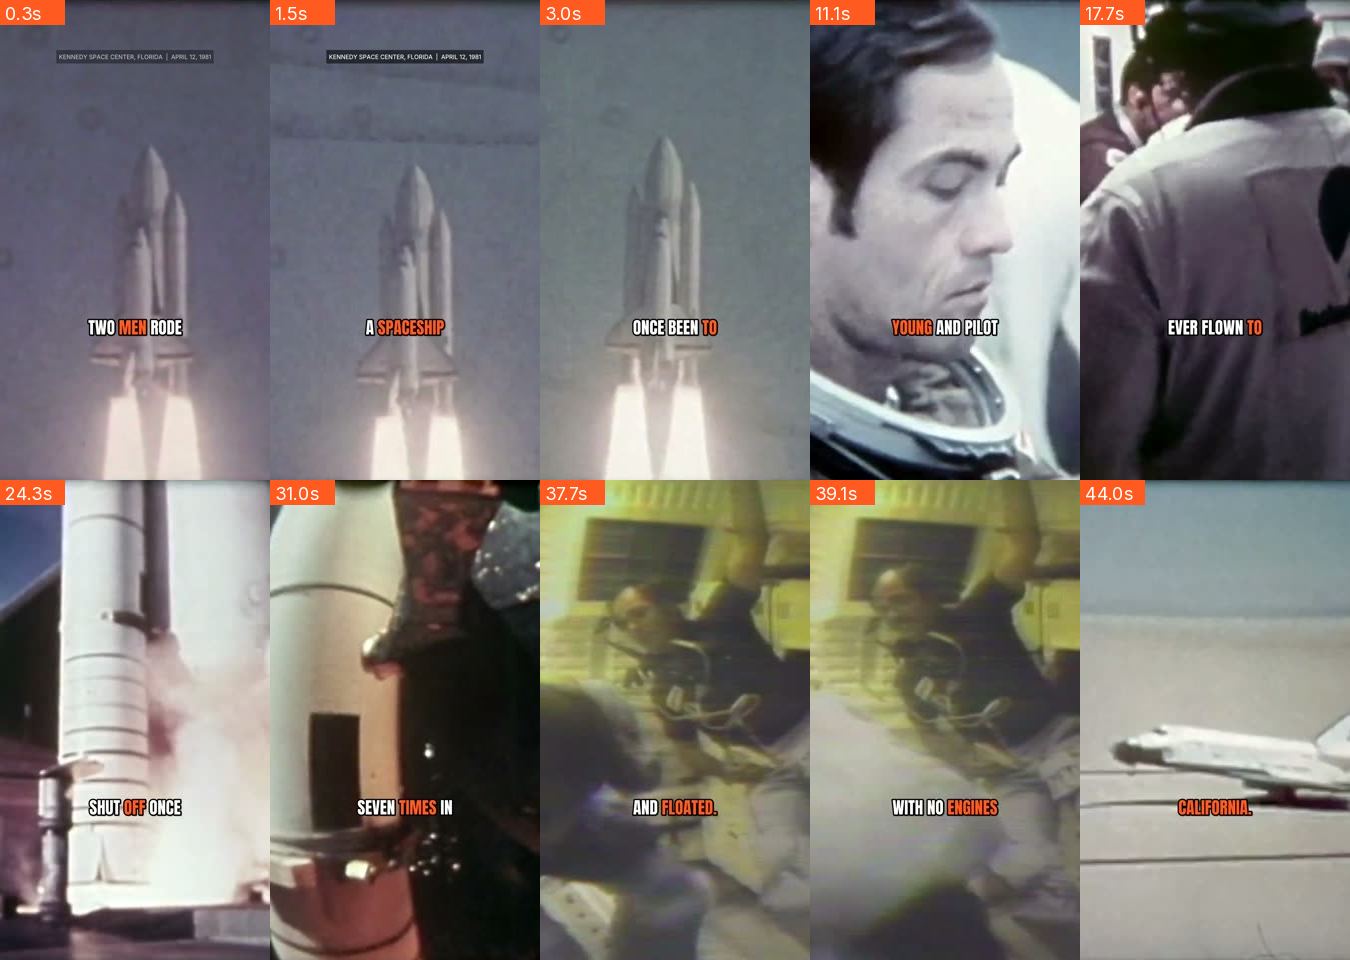 0.3s
1.5s
3.0s
11.1s
17.7s
KENNEDY SPACE CENTER, FLORIDA | APRIL 12, 1981
KENNEDY SPACE CENTER, FLORIDA | APRIL 12, 1981
TWO MEN RODE
A SPACESHIP
ONCE BEEN TO
YOUNG AND PILOT
EVER FLOWN TO
24.3s
31.0s
37.7s
39.1s
44.0s
SHUT OFF ONCE
SEVEN TIMES IN
AND FLOATED.
WITH NO ENGINES
CALIFORNIA.